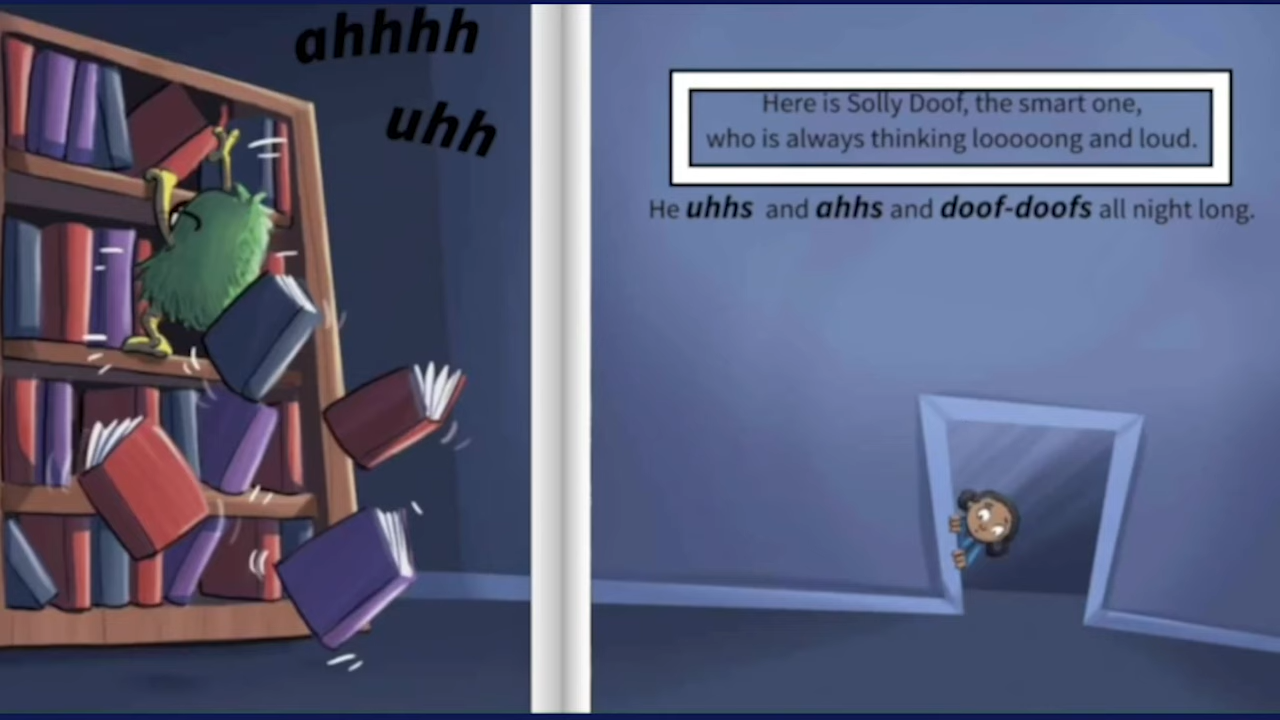 ahhhh
uhh
Here is Solly Doof, the smart one,
who is always thinking looooong and loud.
He uhhs and ahhs and doof-doofs all night long.